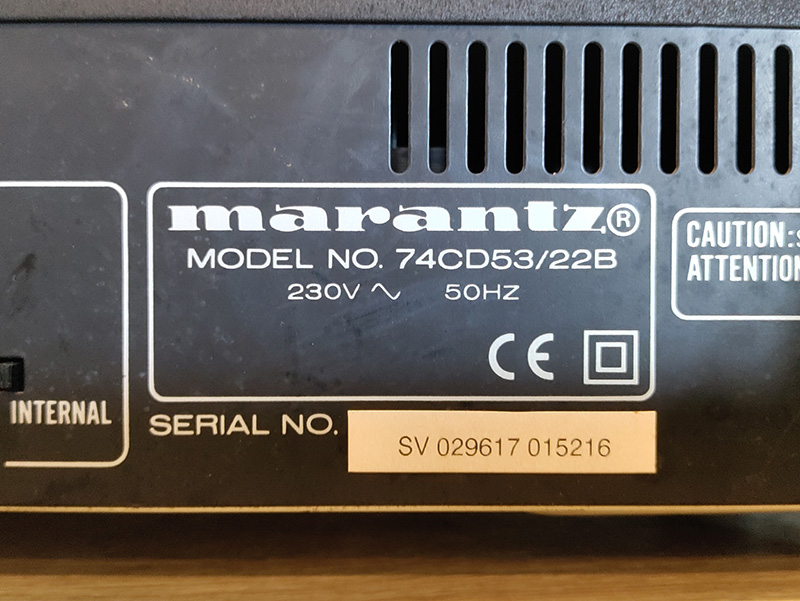 marantz®
MODEL NO. 74CD53/22B
230V ~ 50HZ
CE
CAUTION:
ATTENTION
INTERNAL
SERIAL NO.
SV 029617 015216